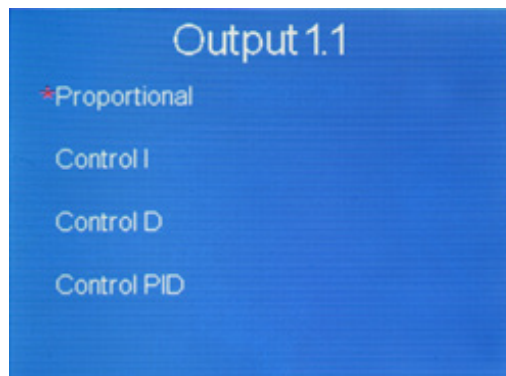 Output 1.1
*Proportional
Control I
Control D
Control PID